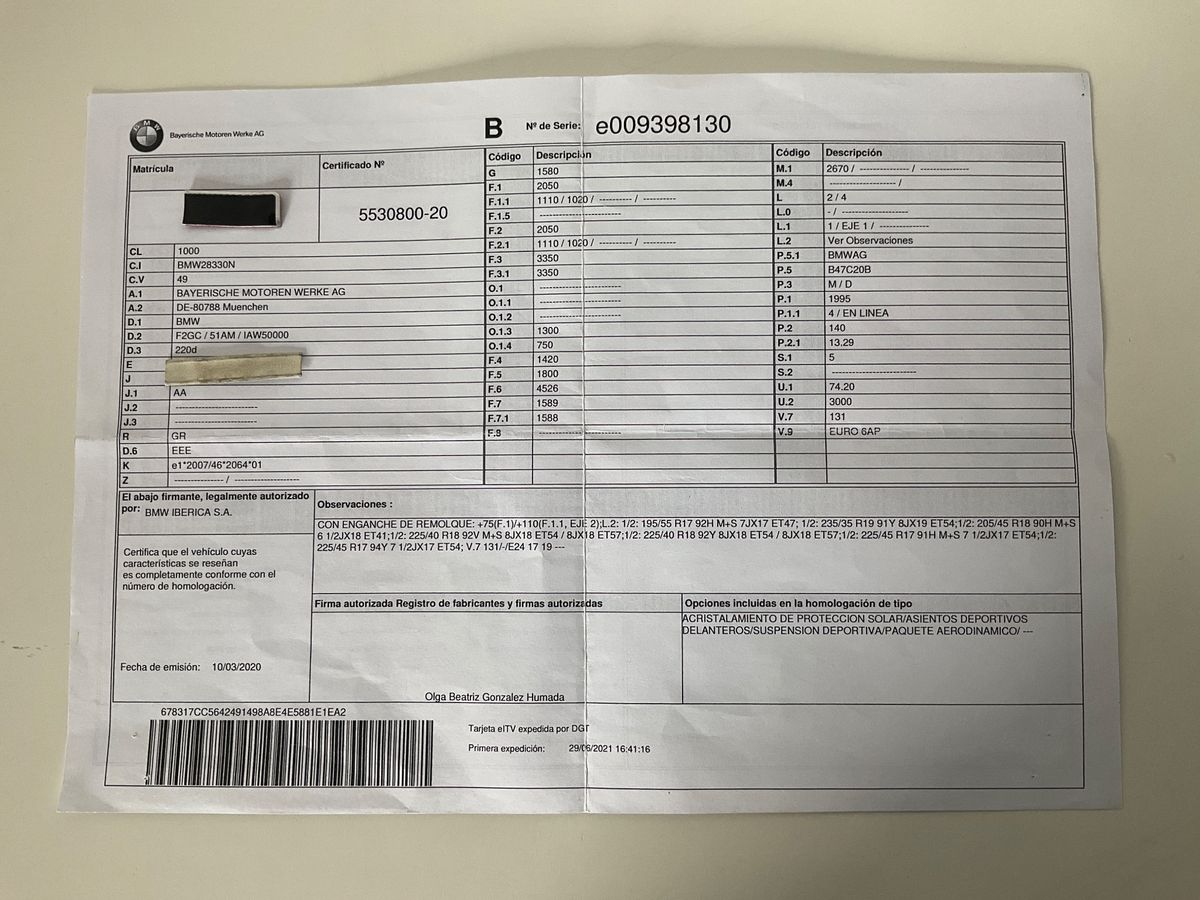 BMW
Bayerische Motoren Werke AG
B Nº de Serie: e009398130
Matrícula
Certificado Nº
5530800-20
CL 1000
C.I BMW28330N
C.V 49
A.1 BAYERISCHE MOTOREN WERKE AG
A.2 DE-80788 Muenchen
D.1 BMW
D.2 F2GC / 51AM / IAW50000
D.3 220d
E
J
J.1 AA
J.2 -------------------------
J.3 -------------------------
R GR
D.6 EEE
K e1*2007/46*2064*01
Z --------------- / --------------------
Código Descripción
G 1580
F.1 2050
F.1.1 1110 / 1020 / ---------- / ----------
F.1.5 -------------------------
F.2 2050
F.2.1 1110 / 1020 / ---------- / ----------
F.3 3350
F.3.1 3350
O.1 -------------------------
O.1.1 -------------------------
O.1.2 -------------------------
O.1.3 1300
O.1.4 750
F.4 1420
F.5 1800
F.6 4526
F.7 1589
F.7.1 1588
F.8 -------------------------
Código Descripción
M.1 2670 / --------------- / ---------------
M.4 -------------------- /
L 2 / 4
L.0 - / --------------------
L.1 1 / EJE 1 / ---------------
L.2 Ver Observaciones
P.5.1 BMWAG
P.5 B47C20B
P.3 M / D
P.1 1995
P.1.1 4 / EN LINEA
P.2 140
P.2.1 13.29
S.1 5
S.2 -------------------------
U.1 74.20
U.2 3000
V.7 131
V.9 EURO 6AP
El abajo firmante, legalmente autorizado
por: BMW IBERICA S.A.
Certifica que el vehículo cuyas
características se reseñan
es completamente conforme con el
número de homologación.
Fecha de emisión: 10/03/2020
Observaciones :
CON ENGANCHE DE REMOLQUE: +75(F.1)/+110(F.1.1, EJE 2);L.2: 1/2: 195/55 R17 92H M+S 7JX17 ET47; 1/2: 235/35 R19 91Y 8JX19 ET54;1/2: 205/45 R18 90H M+S
6 1/2JX18 ET41;1/2: 225/40 R18 92V M+S 8JX18 ET54 / 8JX18 ET57;1/2: 225/40 R18 92Y 8JX18 ET54 / 8JX18 ET57;1/2: 225/45 R17 91H M+S 7 1/2JX17 ET54;1/2:
225/45 R17 94Y 7 1/2JX17 ET54; V.7 131/-/E24 17 19 ---
Firma autorizada Registro de fabricantes y firmas autorizadas
Olga Beatriz Gonzalez Humada
Opciones incluidas en la homologación de tipo
ACRISTALAMIENTO DE PROTECCION SOLAR/ASIENTOS DEPORTIVOS
DELANTEROS/SUSPENSION DEPORTIVA/PAQUETE AERODINAMICO/ ---
678317CC5642491498A8E4E5881E1EA2
Tarjeta eITV expedida por DGT
Primera expedición: 29/06/2021 16:41:16